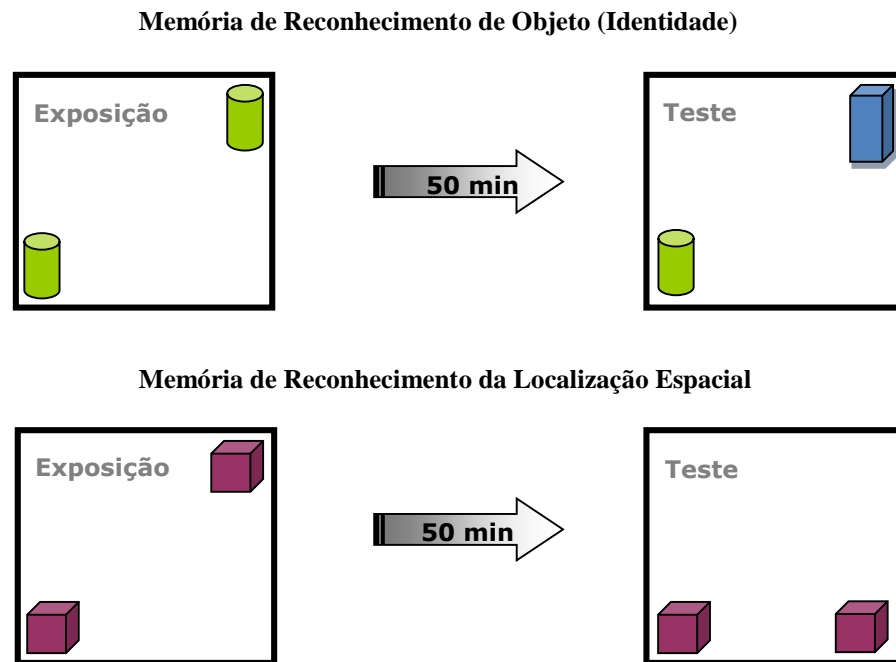 Memória de Reconhecimento de Objeto (Identidade)
Exposição
50 min
Teste
Memória de Reconhecimento da Localização Espacial
Exposição
50 min
Teste